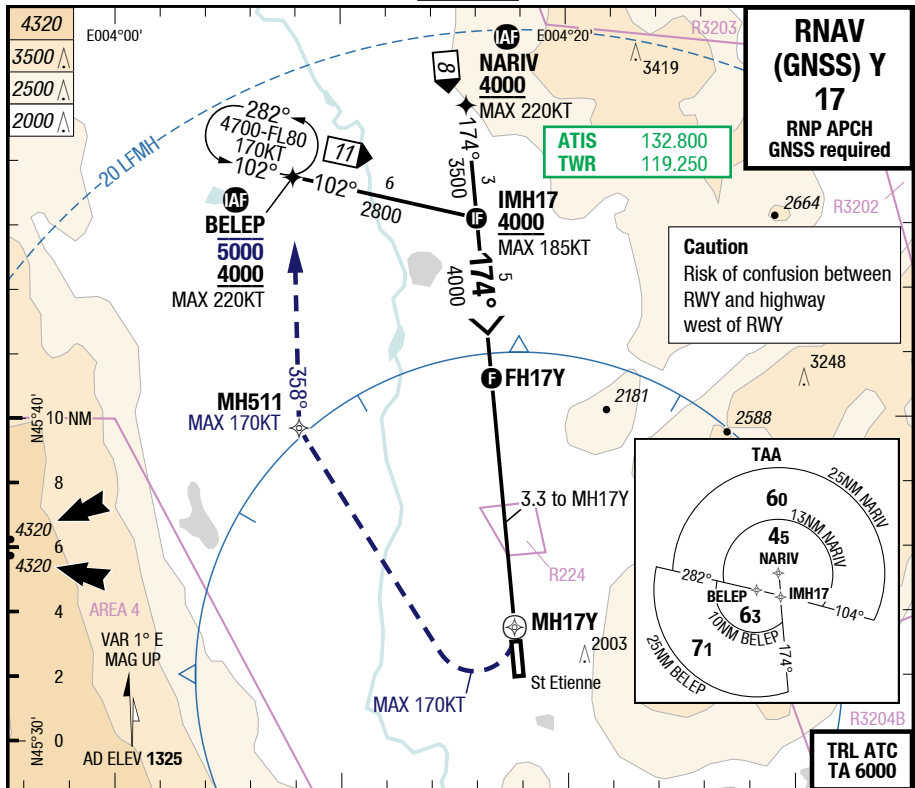 4320
3500
2500
2000
E004°00'
20 LFMH
282°
4700-FL80
170KT
102°
11
102°
6
2800
IAF
BELEP
5000
4000
MAX 220KT
IAF
E004°20'
NARIV
4000
MAX 220KT
8
174°
3
3500
3419
R3203
ATIS 132.800
TWR 119.250
RNAV
(GNSS) Y
17
RNP APCH
GNSS required
IF
IMH17
4000
MAX 185KT
174°
5
4000
2664
R3202
Caution
Risk of confusion between
RWY and highway
west of RWY
F FH17Y
3248
2181
2588
358°
MH511
MAX 170KT
N45°40'
10 NM
8
6
4
2
0
N45°30'
4320
4320
AREA 4
VAR 1° E
MAG UP
AD ELEV 1325
3.3 to MH17Y
R224
MH17Y
2003
St Etienne
MAX 170KT
TAA
25NM NARIV
60
13NM NARIV
45
NARIV
282°
BELEP
IMH17
104°
63
10NM BELEP
71
25NM BELEP
174°
R3204B
TRL ATC
TA 6000